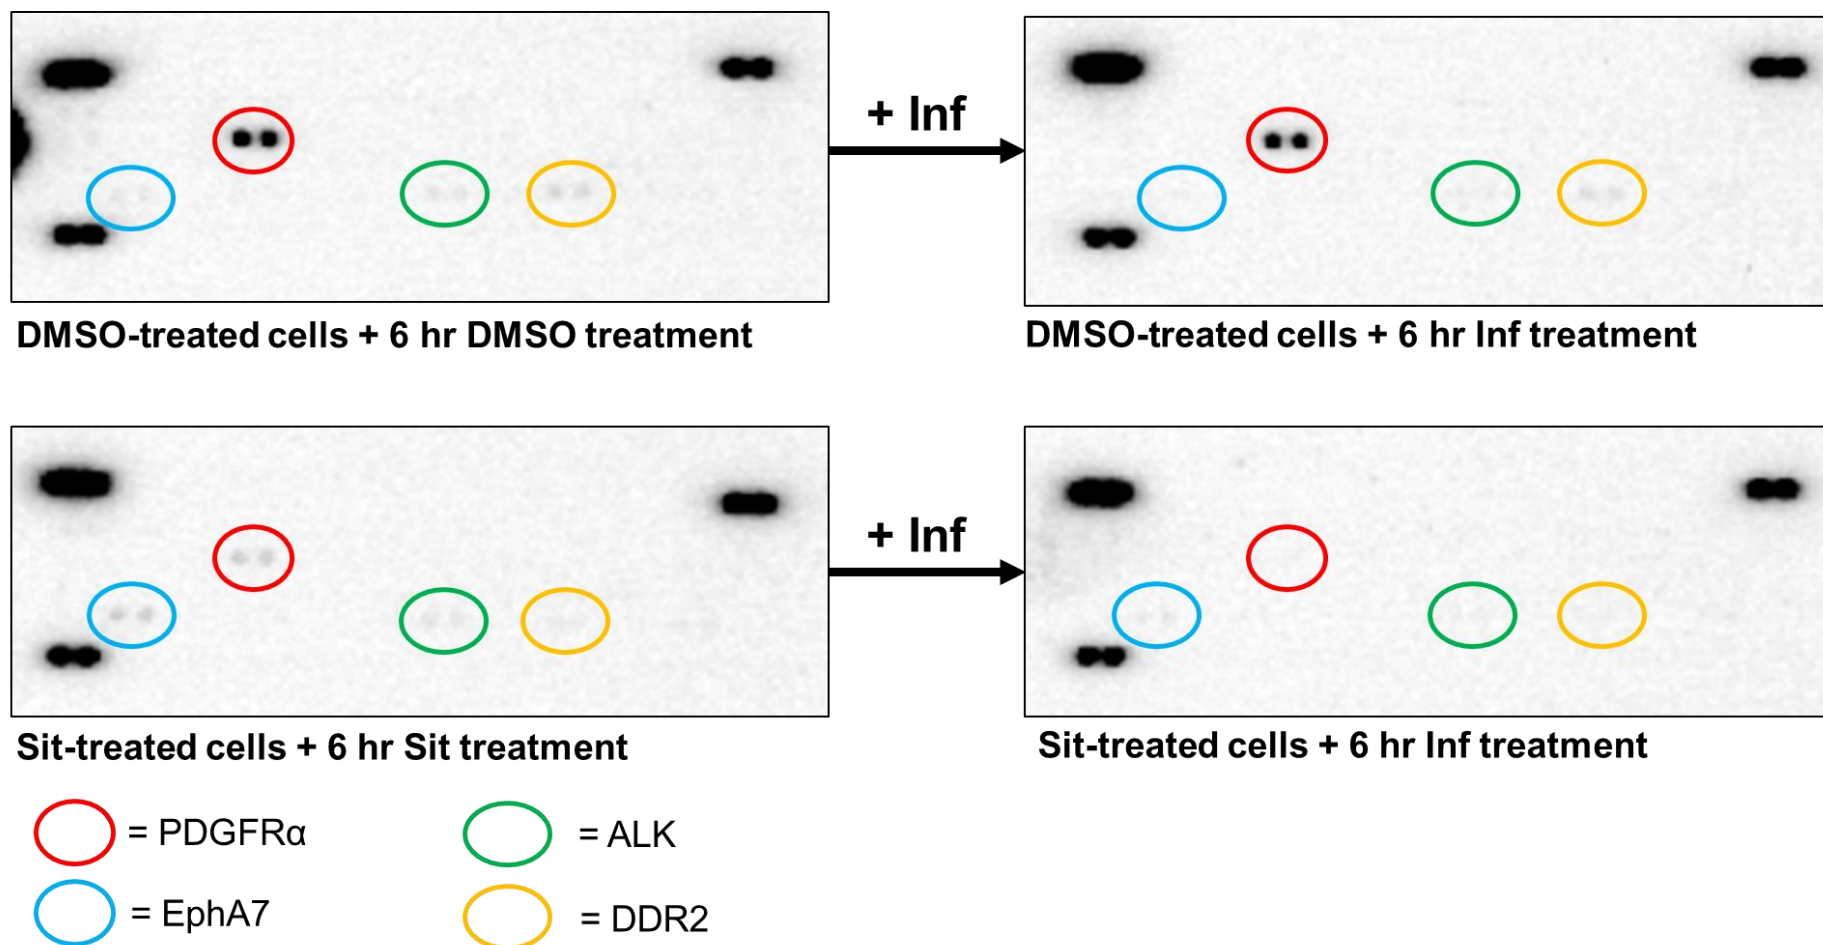 + Inf
DMSO-treated cells + 6 hr DMSO treatment
DMSO-treated cells + 6 hr Inf treatment
+ Inf
Sit-treated cells + 6 hr Sit treatment
Sit-treated cells + 6 hr Inf treatment
= PDGFRα
= ALK
= EphA7
= DDR2